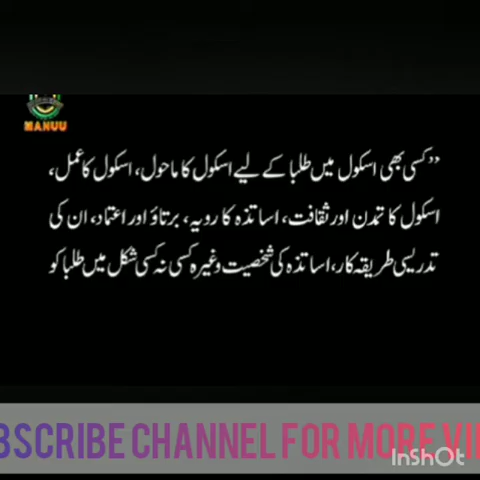 MANUU
”کسی بھی اسکول میں طلبا کے لیے اسکول کا ماحول، اسکول کا عمل،
اسکول کا تمدن اور ثقافت، اساتذہ کا رویہ، برتاؤ اور اعتماد، ان کی
تدریسی طریقہ کار، اساتذہ کی شخصیت وغیرہ کسی نہ کسی شکل میں طلبا کو
BSCRIBE CHANNEL FOR MORE VI
InShOt